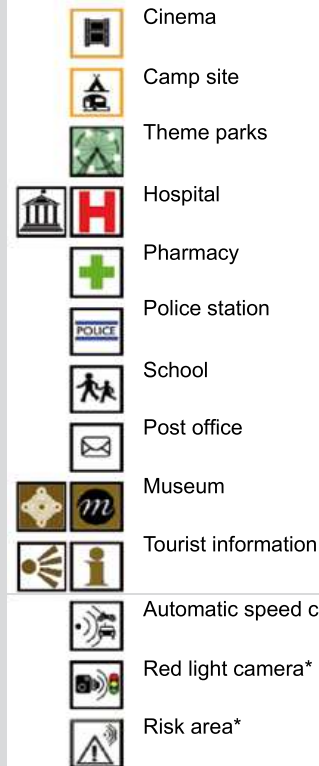 Cinema
Camp site
Theme parks
H Hospital
Pharmacy
POLICE Police station
School
Post office
m Museum
i Tourist information
Automatic speed c
Red light camera*
Risk area*